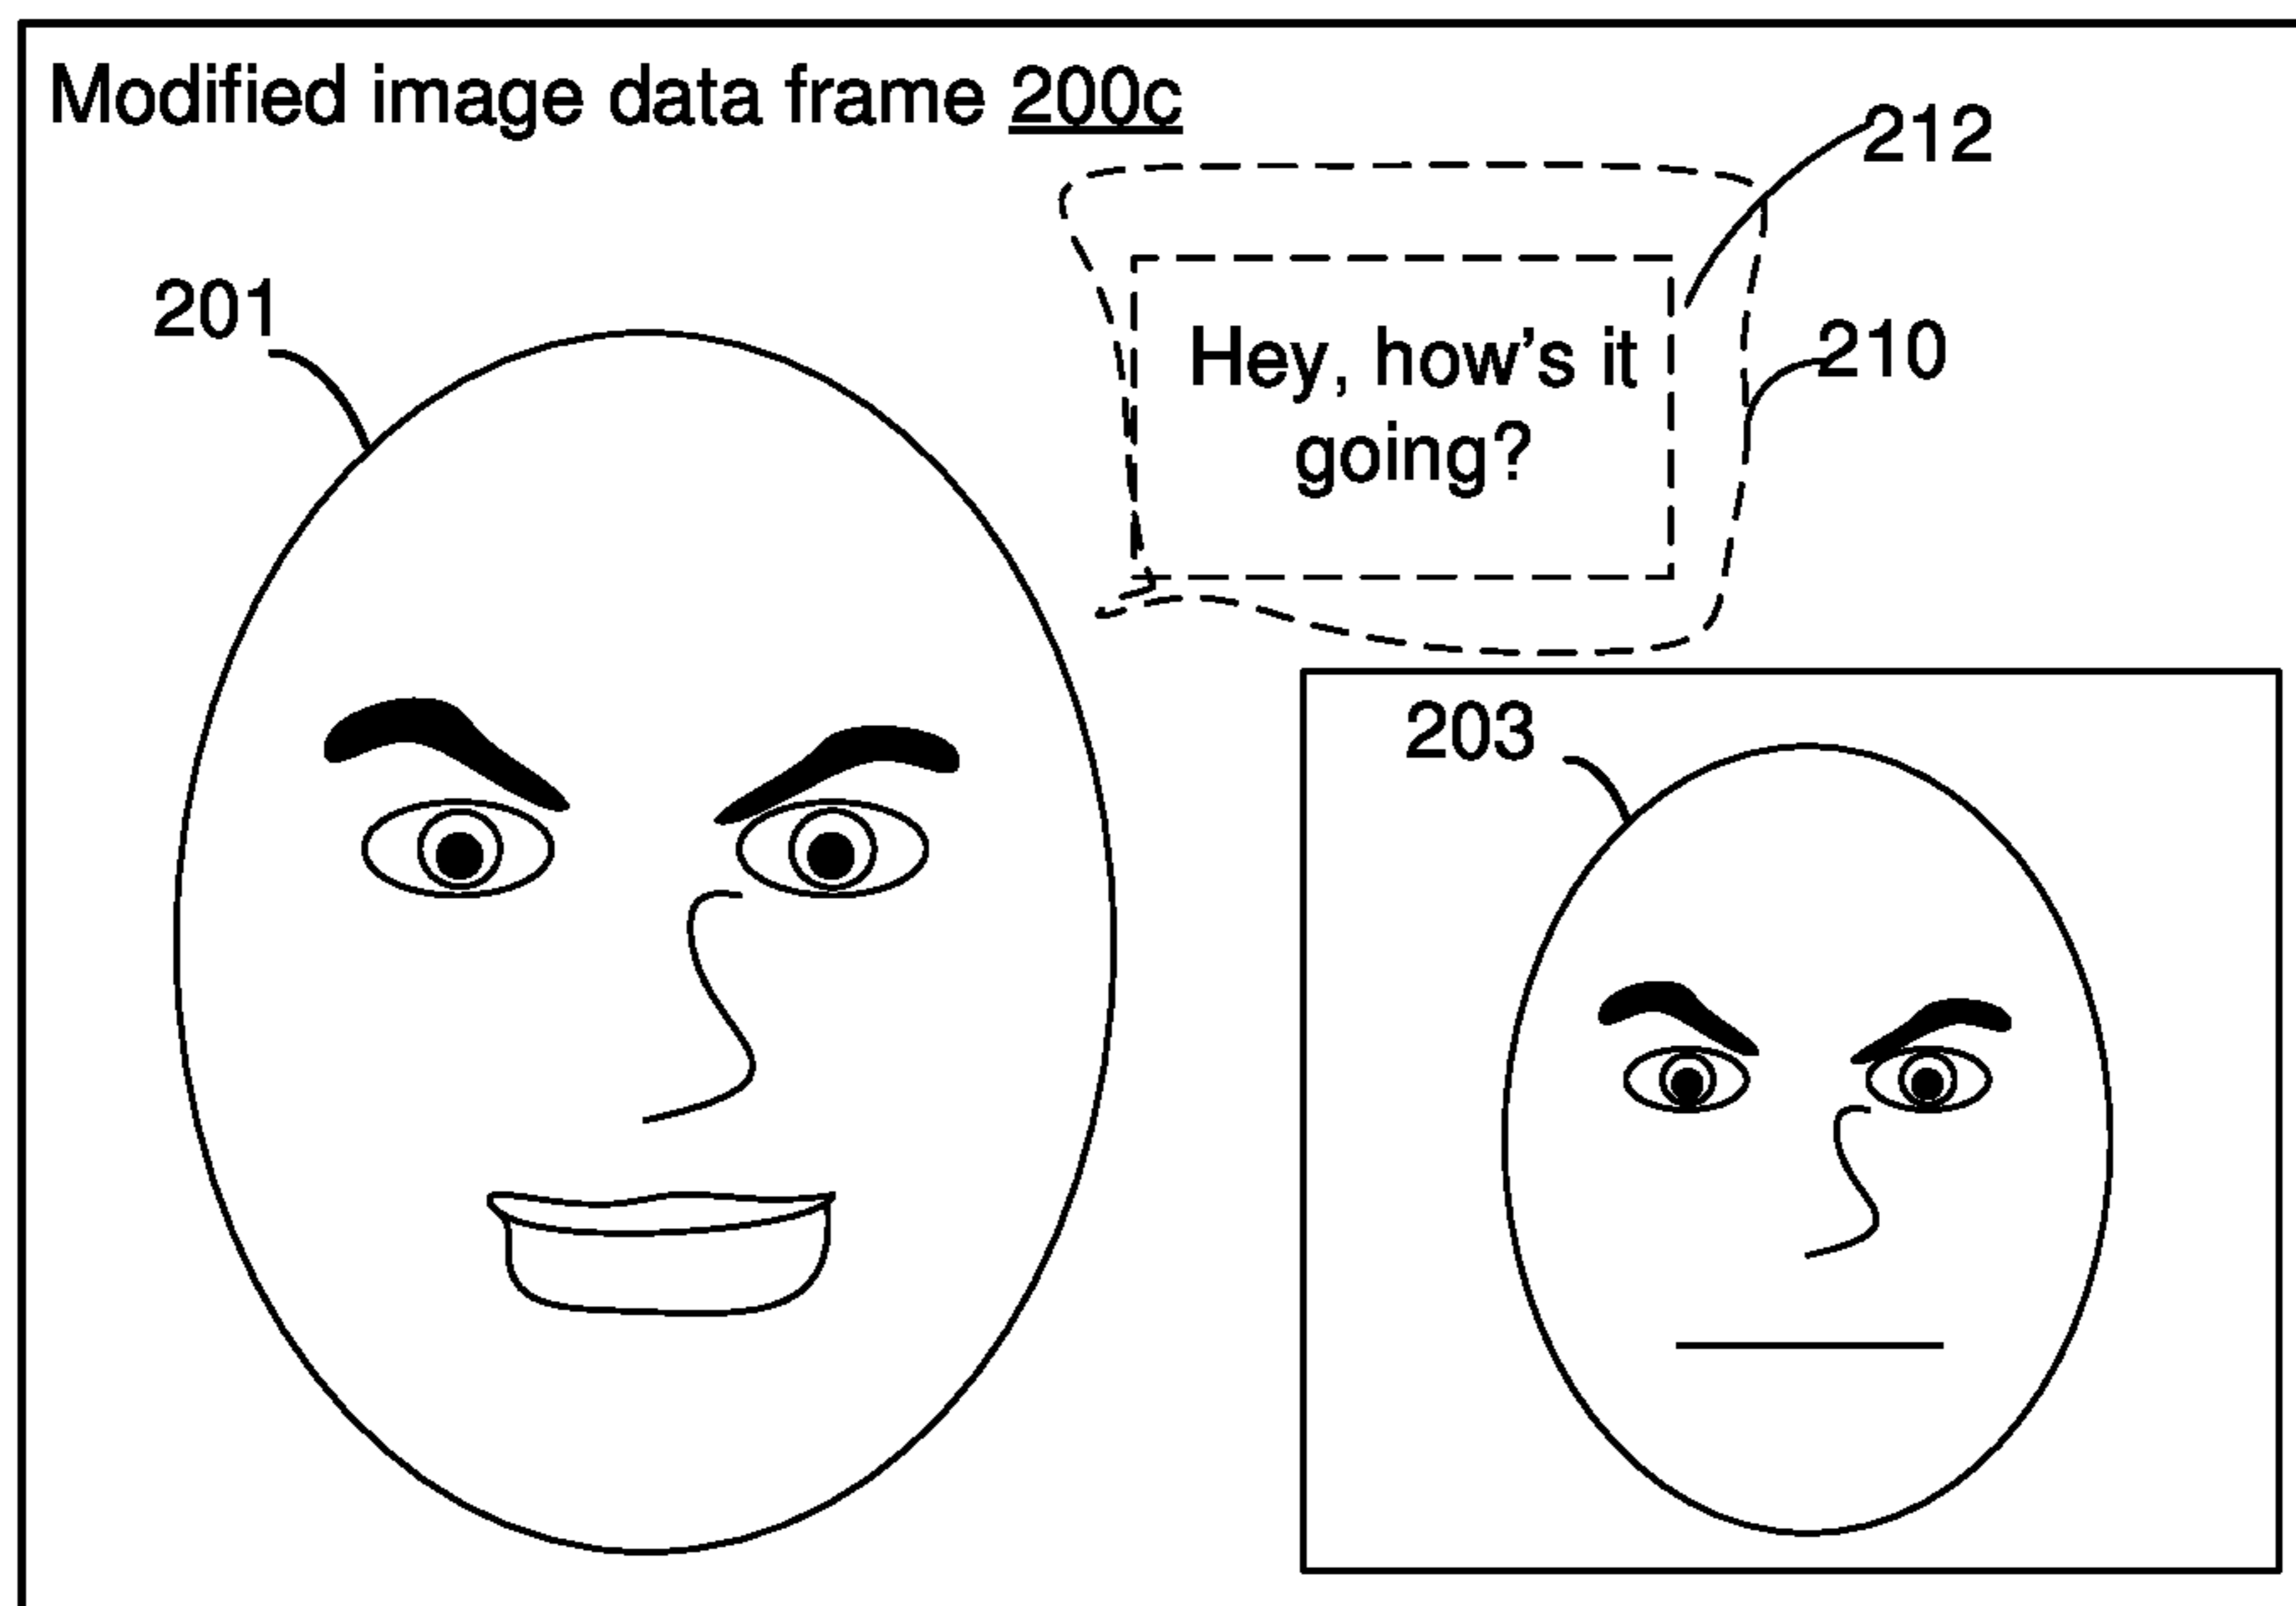 Modified image data frame 200c
212
201
Hey, how's it
210
going?
203